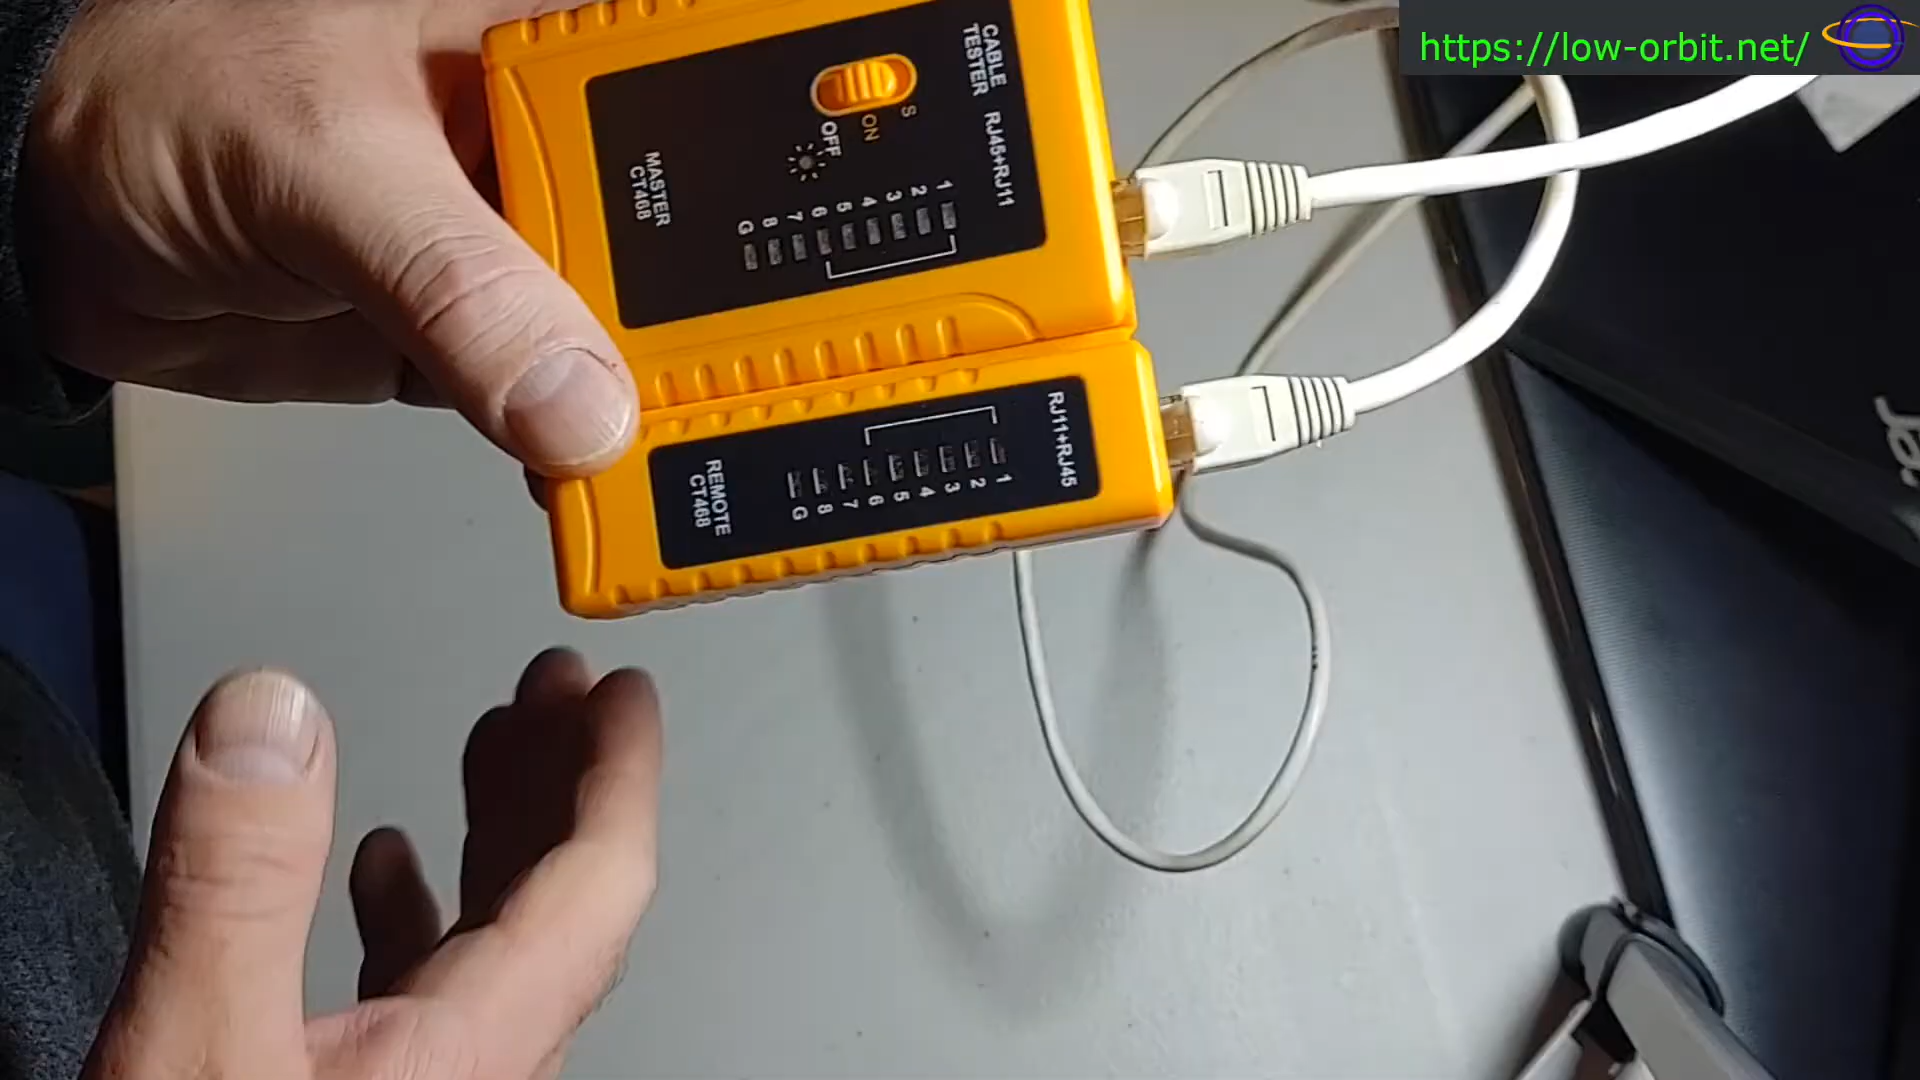 https://low-orbit.net/
CABLE
TESTER RJ45+RJ11
S
ON
OFF
1 2 3 4 5 6 7 8 G
MASTER
CT468
RJ11+RJ45
1 2 3 4 5 6 7 8 G
REMOTE
CT468